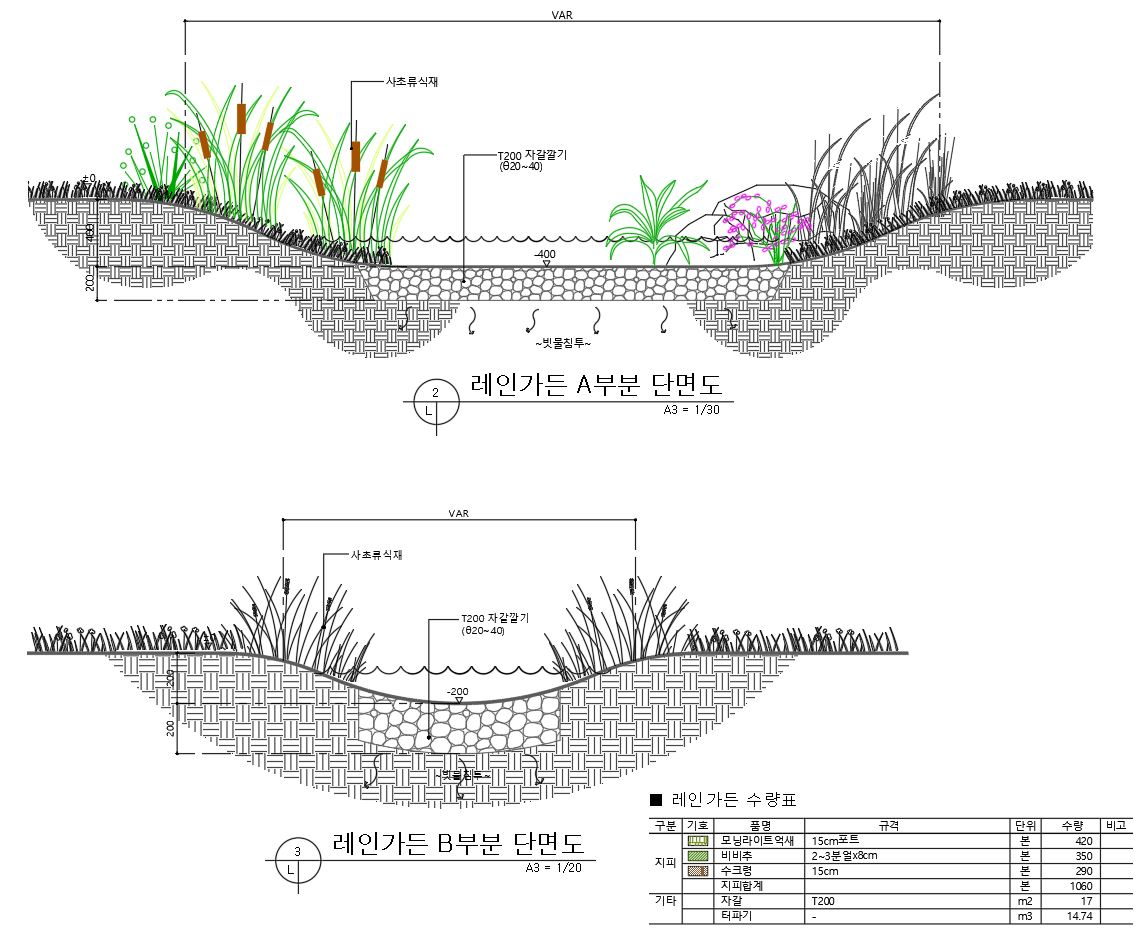 VAR
사초류식재
T200 자갈깔기
(θ20~40)
±0
400
-400
200
~빗물침투~
2
L
레인가든 A부분 단면도
A3 = 1/30
VAR
사초류식재
T200 자갈깔기
(θ20~40)
±0
200
-200
200
~빗물침투~
3
L
레인가든 B부분 단면도
A3 = 1/20
■ 레인가든 수량표
구분 기호 품명 규격 단위 수량 비고
지피 모닝라이트억새 15cm포트 본 420
비비추 2~3분얼x8cm 본 350
수크령 15cm 본 290
지피합계 본 1060
기타 자갈 T200 m2 17
터파기 - m3 14.74